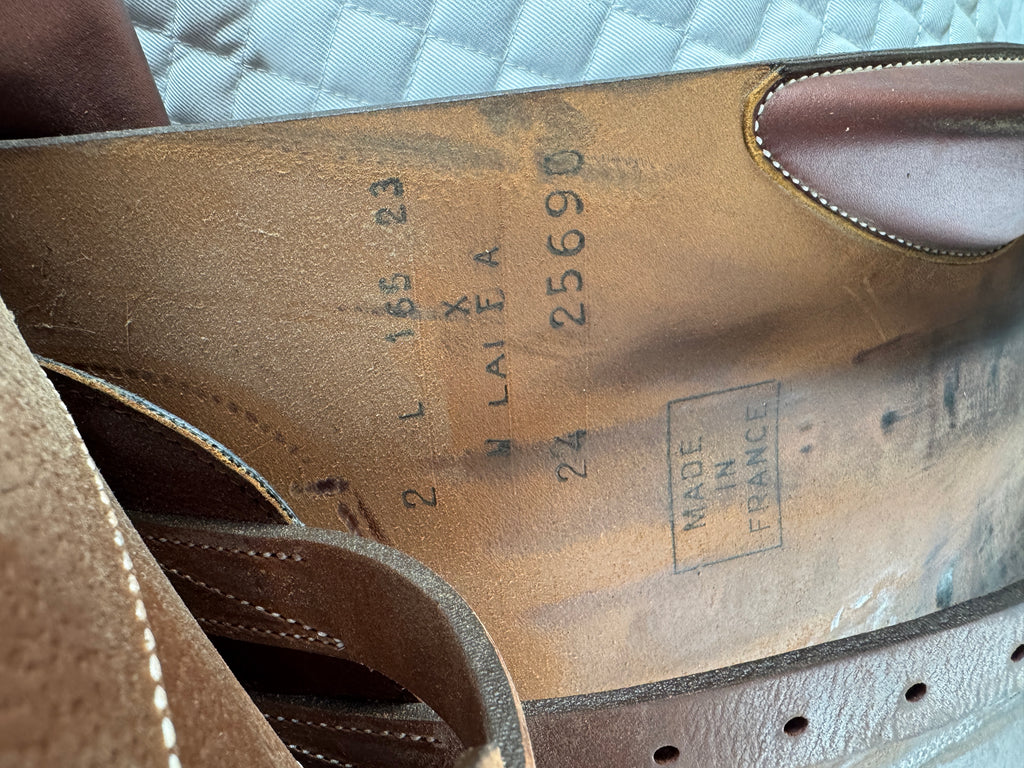 2 L 165 23
X
W LAI E A
24 25690
MADE
IN
FRANCE